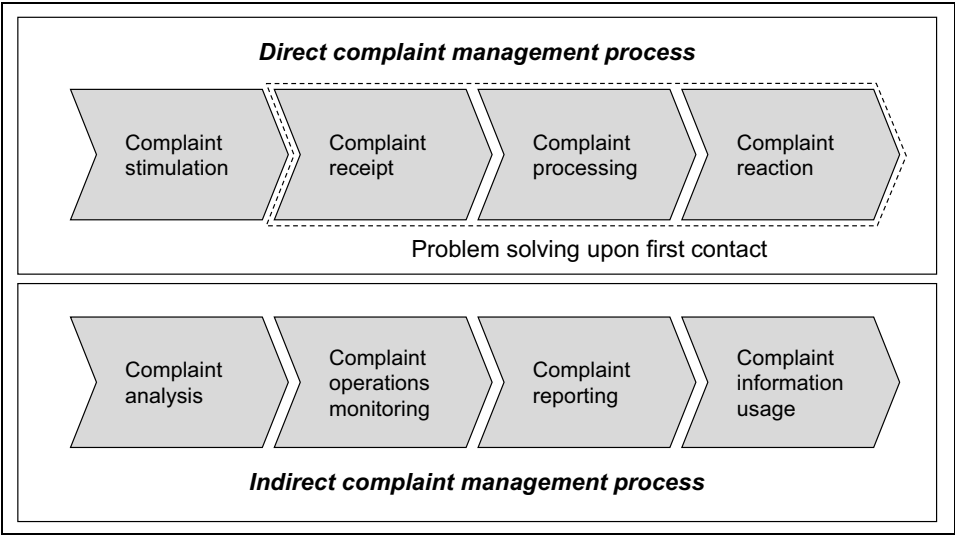 Direct complaint management process
Complaint
stimulation
Complaint
receipt
Complaint
processing
Complaint
reaction
Problem solving upon first contact
Complaint
analysis
Complaint
operations
monitoring
Complaint
reporting
Complaint
information
usage
Indirect complaint management process